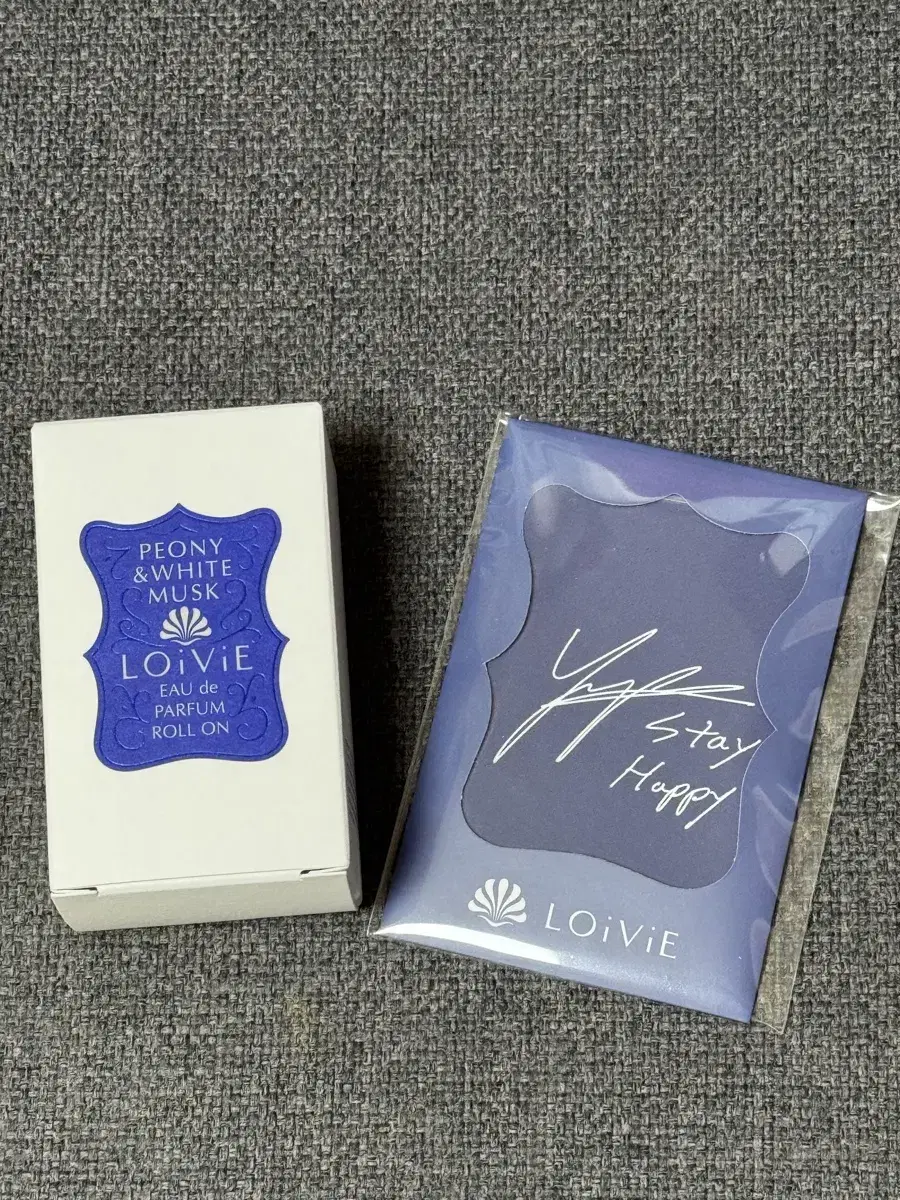 PEONY
&WHITE
MUSK
LOiViE
EAU de
PARFUM
ROLL ON
Stay
Happy
LOiViE